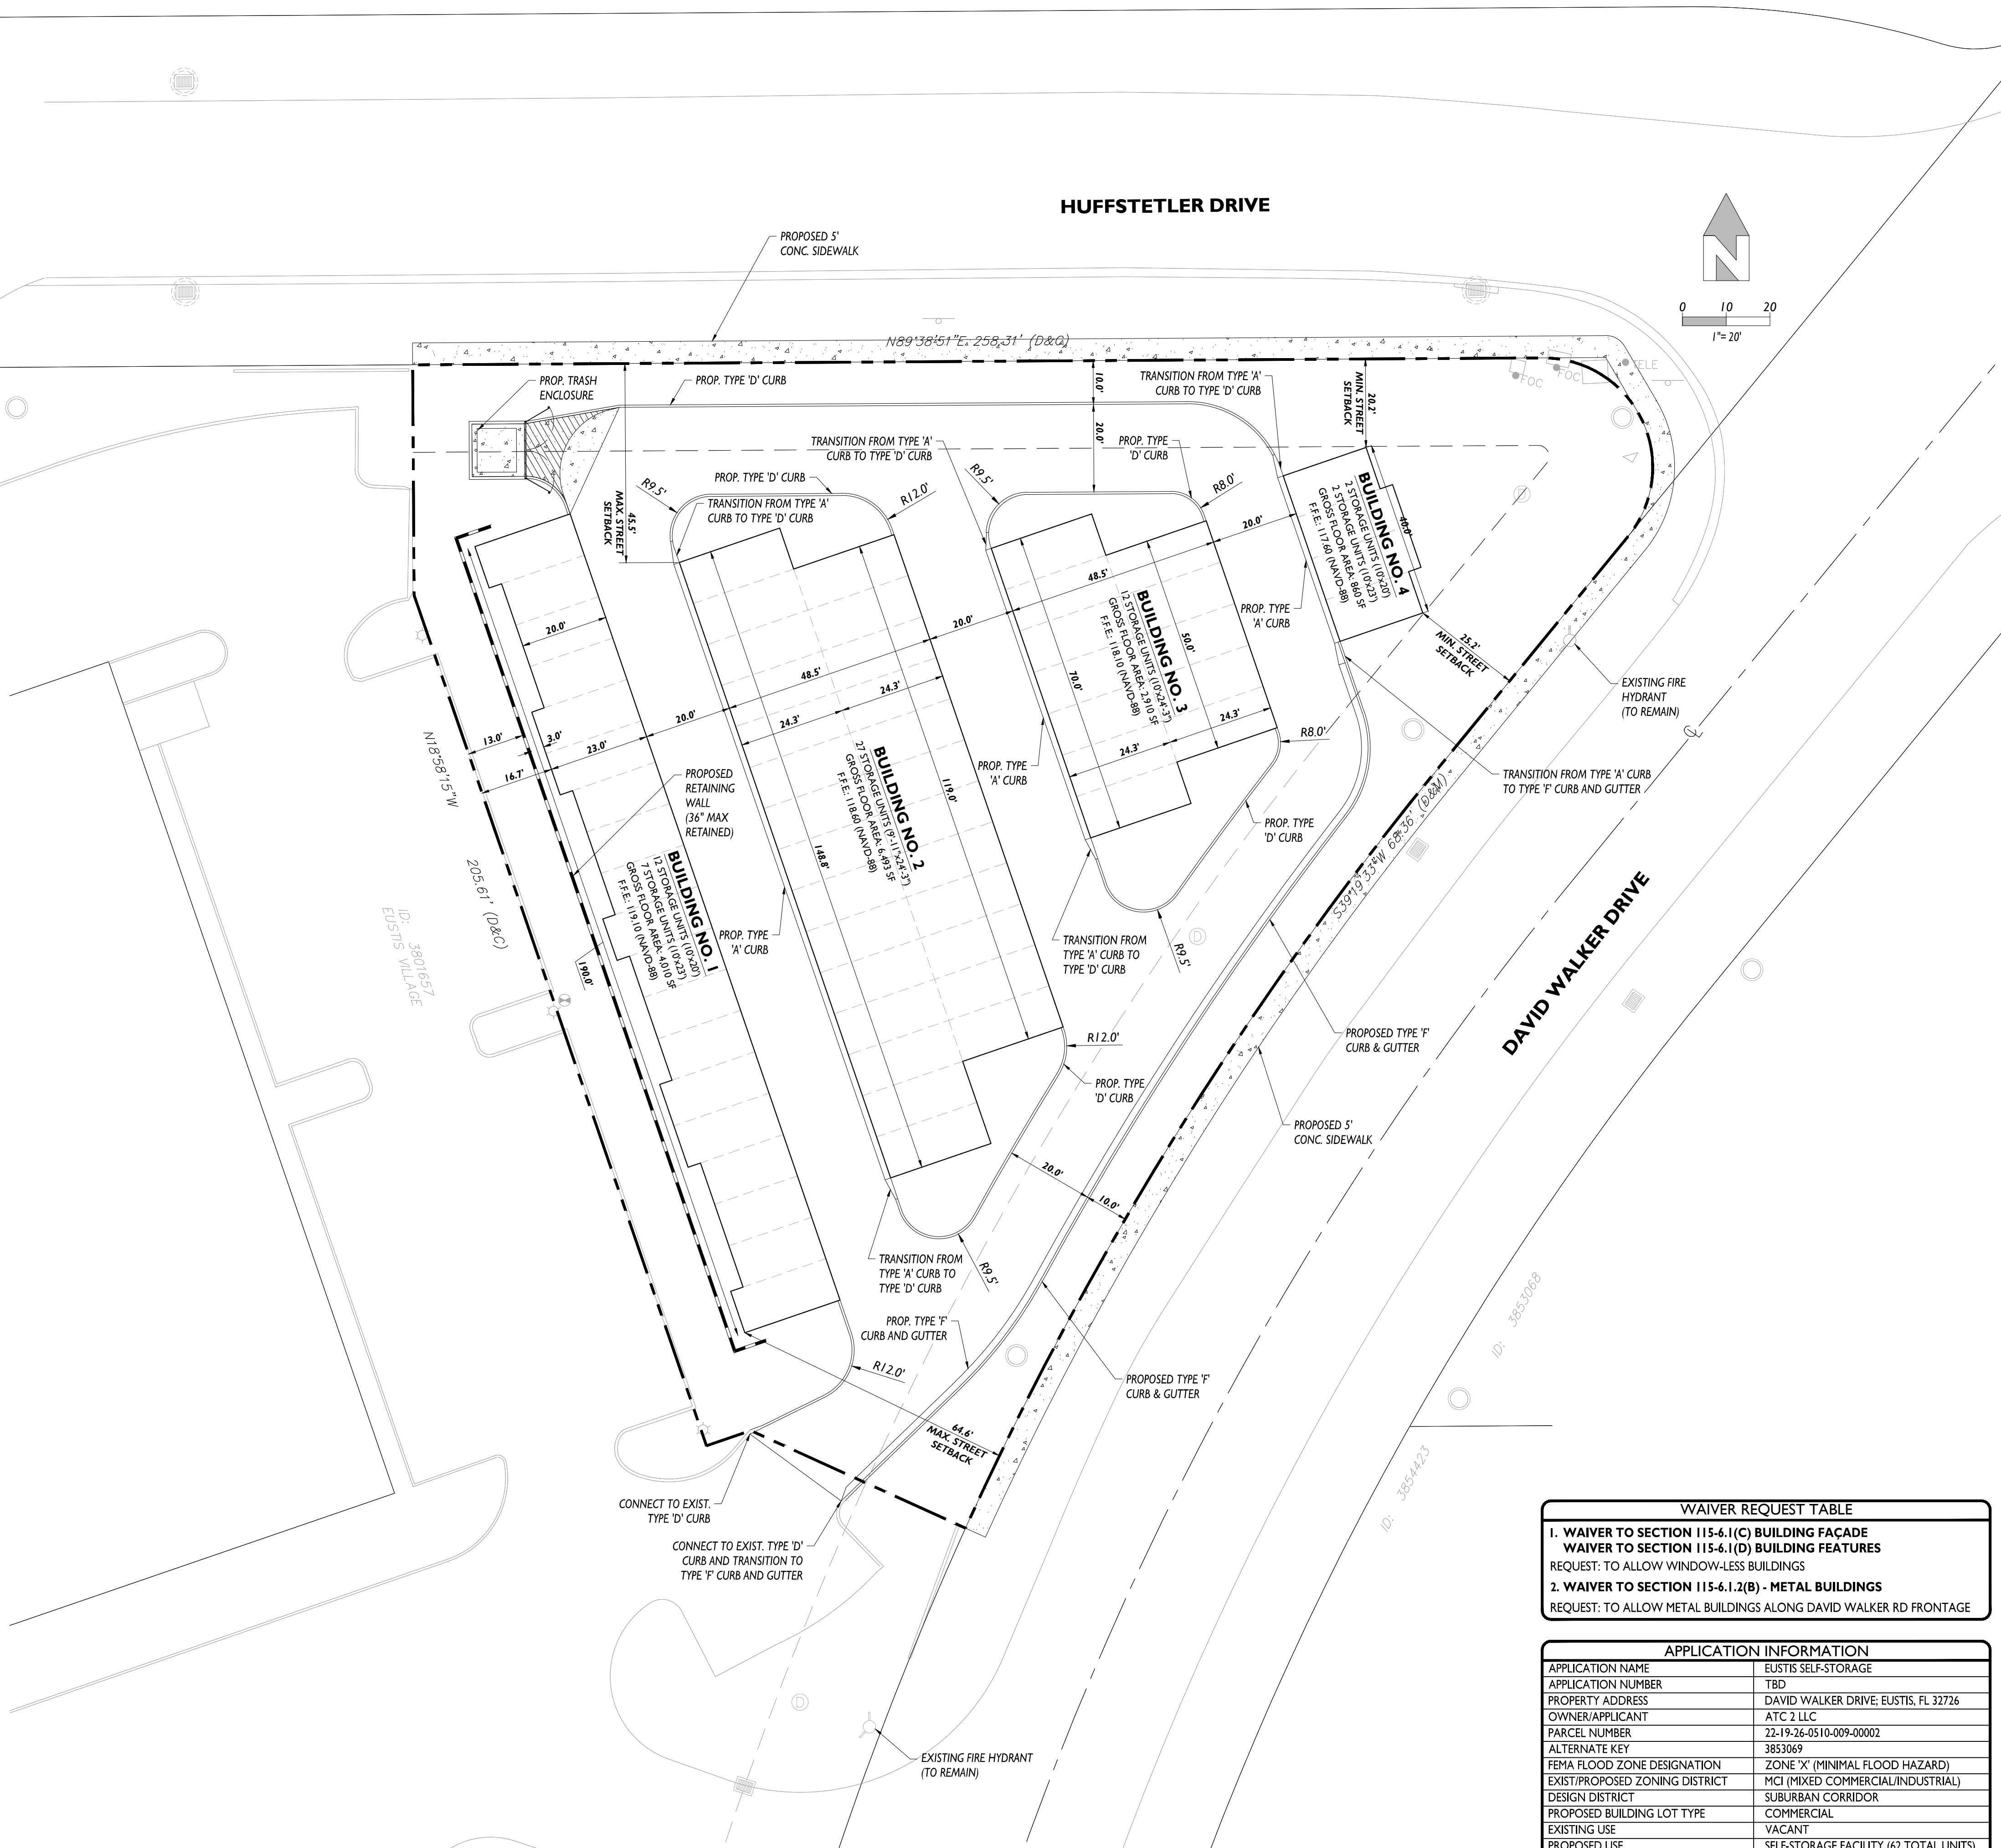 HUFFSTETLER DRIVE
PROPOSED 5'
CONC. SIDEWALK
0 10 20
1"= 20'
N89°38'51"E 258.31' (D&C)
TELE
FOC
FOC
PROP. TRASH
ENCLOSURE
PROP. TYPE 'D' CURB
10.0'
TRANSITION FROM TYPE 'A'
CURB TO TYPE 'D' CURB
20.2'
MIN. STREET
SETBACK
20.0'
TRANSITION FROM TYPE 'A'
CURB TO TYPE 'D' CURB
PROP. TYPE
'D' CURB
R9.5'
PROP. TYPE 'D' CURB
R12.0'
R9.5'
R8.0'
TRANSITION FROM TYPE 'A'
CURB TO TYPE 'D' CURB
45.5'
MAX. STREET
SETBACK
20.0'
BUILDING NO. 4
2 STORAGE UNITS (10'x20')
2 STORAGE UNITS (10'x23')
GROSS FLOOR AREA: 860 SF
F.F.E.: 117.60 (NAVD-88)
40.0'
D
48.5'
20.0'
PROP. TYPE
'A' CURB
25.2'
MIN. STREET
SETBACK
BUILDING NO. 3
12 STORAGE UNITS (10'x24'-3")
GROSS FLOOR AREA: 2,910 SF
F.F.E.: 118.10 (NAVD-88)
50.0'
70.0'
24.3'
24.3'
EXISTING FIRE
HYDRANT
(TO REMAIN)
20.0'
48.5'
24.3'
24.3'
20.0'
13.0'
3.0'
23.0'
16.7'
N18°58'15"W
205.61' (D&C)
R8.0'
PROP. TYPE
'A' CURB
TRANSITION FROM TYPE 'A' CURB
TO TYPE 'F' CURB AND GUTTER
PROPOSED
RETAINING
WALL
(36" MAX
RETAINED)
BUILDING NO. 2
27 STORAGE UNITS (9'-11"x24'-3")
GROSS FLOOR AREA: 6,493 SF
F.F.E.: 118.60 (NAVD-88)
119.0'
148.8'
PROP. TYPE
'D' CURB
S39°19'33"W 68.36' (D&M)
BUILDING NO. 1
12 STORAGE UNITS (10'x20')
7 STORAGE UNITS (10'x23')
GROSS FLOOR AREA: 4,010 SF
F.F.E.: 119.10 (NAVD-88)
ID: 3801657
EUSTIS VILLAGE
190.0'
PROP. TYPE
'A' CURB
TRANSITION FROM
TYPE 'A' CURB TO
TYPE 'D' CURB
D
R9.5'
DAVID WALKER DRIVE
PROPOSED TYPE 'F'
CURB & GUTTER
R12.0'
PROP. TYPE
'D' CURB
PROPOSED 5'
CONC. SIDEWALK
20.0'
10.0'
TRANSITION FROM
TYPE 'A' CURB TO
TYPE 'D' CURB
R9.5'
PROP. TYPE 'F'
CURB AND GUTTER
R12.0'
PROPOSED TYPE 'F'
CURB & GUTTER
ID: 3853068
64.6'
MAX. STREET
SETBACK
ID: 3854423
CONNECT TO EXIST.
TYPE 'D' CURB
CONNECT TO EXIST. TYPE 'D'
CURB AND TRANSITION TO
TYPE 'F' CURB AND GUTTER
D
EXISTING FIRE HYDRANT
(TO REMAIN)
WAIVER REQUEST TABLE
1. WAIVER TO SECTION 115-6.1(C) BUILDING FAÇADE
WAIVER TO SECTION 115-6.1(D) BUILDING FEATURES
REQUEST: TO ALLOW WINDOW-LESS BUILDINGS
2. WAIVER TO SECTION 115-6.1.2(B) - METAL BUILDINGS
REQUEST: TO ALLOW METAL BUILDINGS ALONG DAVID WALKER RD FRONTAGE
APPLICATION INFORMATION
APPLICATION NAME EUSTIS SELF-STORAGE
APPLICATION NUMBER TBD
PROPERTY ADDRESS DAVID WALKER DRIVE; EUSTIS, FL 32726
OWNER/APPLICANT ATC 2 LLC
PARCEL NUMBER 22-19-26-0510-009-00002
ALTERNATE KEY 3853069
FEMA FLOOD ZONE DESIGNATION ZONE 'X' (MINIMAL FLOOD HAZARD)
EXIST/PROPOSED ZONING DISTRICT MCI (MIXED COMMERCIAL/INDUSTRIAL)
DESIGN DISTRICT SUBURBAN CORRIDOR
PROPOSED BUILDING LOT TYPE COMMERCIAL
EXISTING USE VACANT
PROPOSED USE SELF-STORAGE FACILITY (62 TOTAL UNITS)